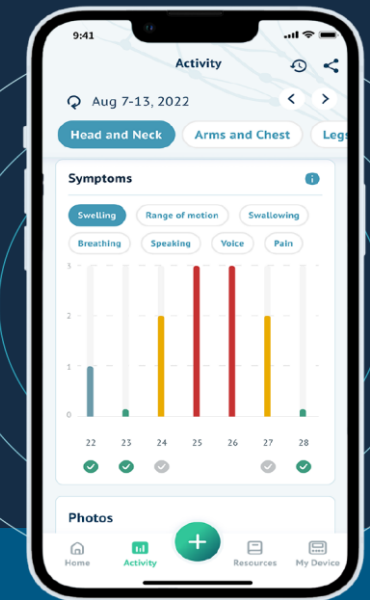 9:41
Activity
Aug 7-13, 2022
Head and Neck Arms and Chest Legs
Symptoms
Swelling Range of motion Swallowing
Breathing Speaking Voice Pain
3
2
1
0
22 23 24 25 26 27 28
Photos
Home Activity Resources My Device